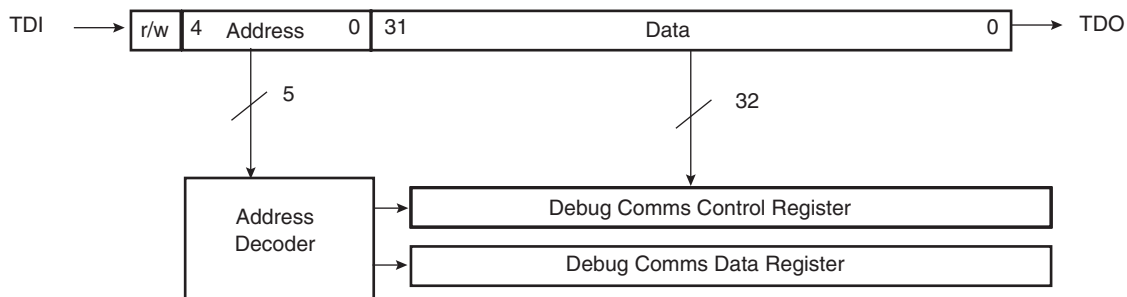 TDI r/w 4 Address 0 31 Data 0 TDO
5
32
Address
Decoder
Debug Comms Control Register
Debug Comms Data Register